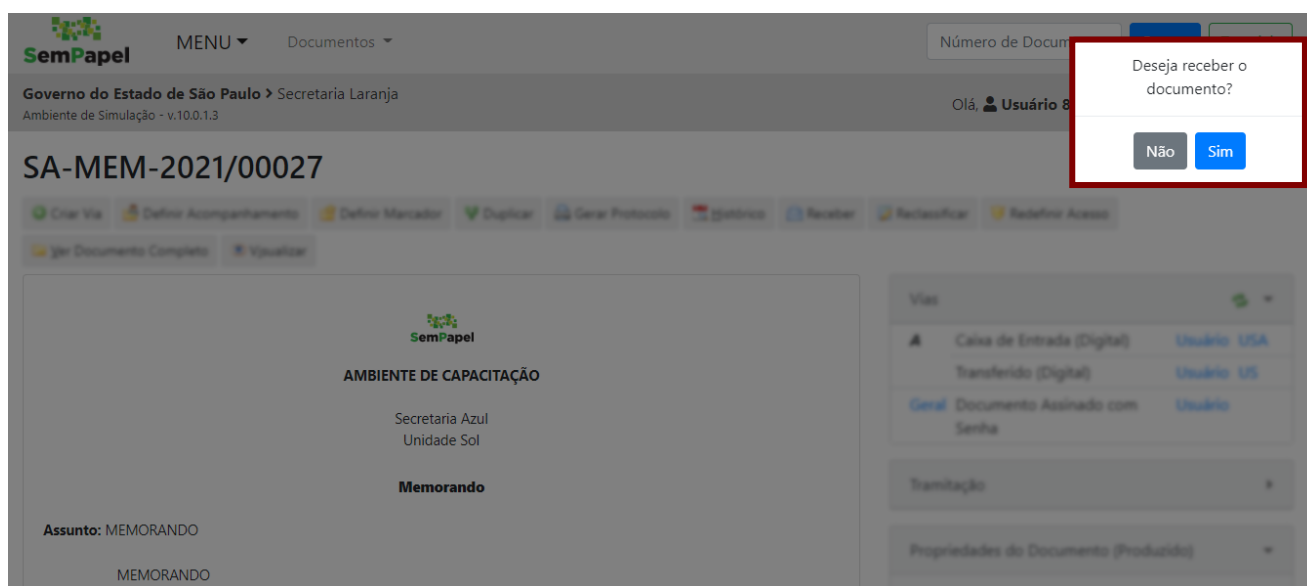 SemPapel
MENU
Documentos
Número de Docum
Deseja receber o
documento?
Não
Sim
Governo do Estado de São Paulo > Secretaria Laranja
Ambiente de Simulação - v.10.0.1.3
Olá, Usuário 8
SA-MEM-2021/00027
Criar Via Definir Acompanhamento Definir Marcador Duplicar Gerar Protocolo Histórico Receber Reclassificar Redefinir Acesso
Ver Documento Completo Visualizar
SemPapel
AMBIENTE DE CAPACITAÇÃO
Secretaria Azul
Unidade Sol
Memorando
Assunto: MEMORANDO
MEMORANDO
Vias
A Caixa de Entrada (Digital) Usuário USA
Transferido (Digital) Usuário US
Geral Documento Assinado com Usuário
Senha
Tramitação
Propriedades do Documento (Produzido)